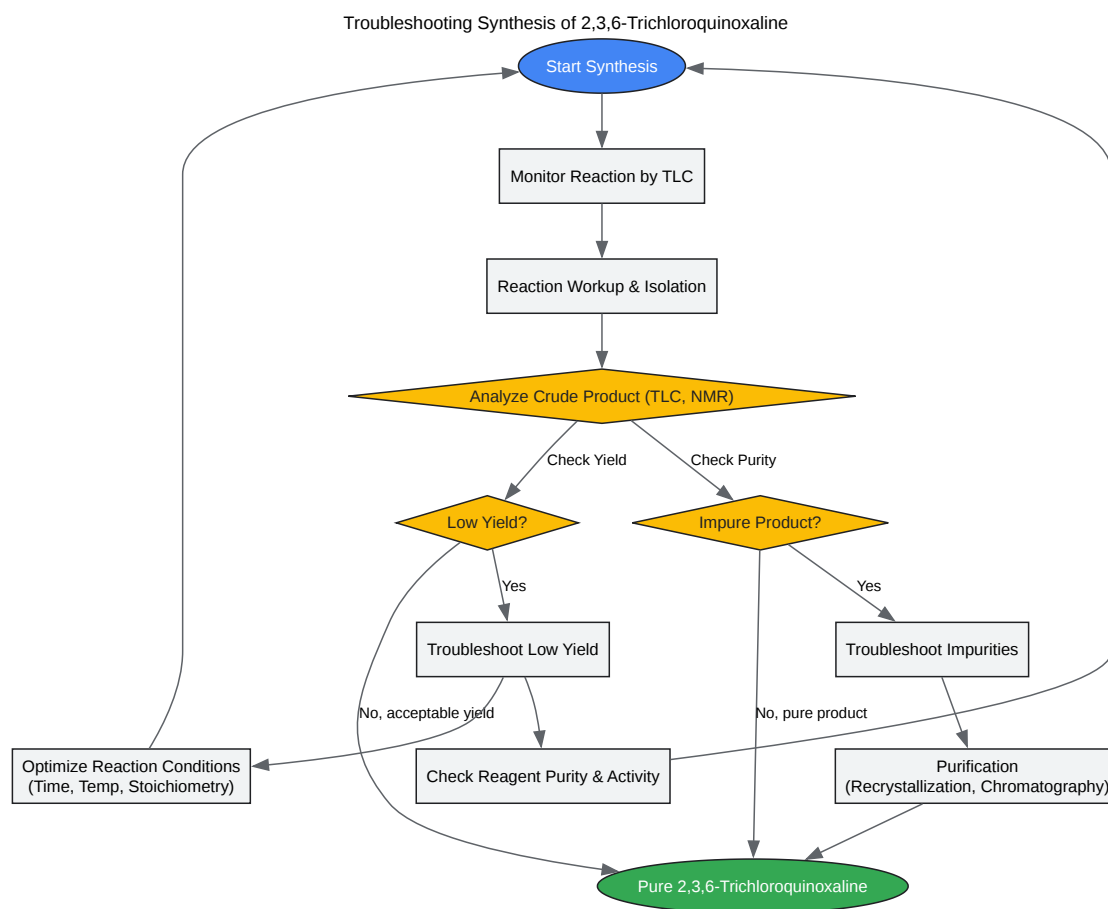 Troubleshooting Synthesis of 2,3,6-Trichloroquinoxaline
Start Synthesis
Monitor Reaction by TLC
Reaction Workup & Isolation
Analyze Crude Product (TLC, NMR)
Check Yield
Check Purity
Low Yield?
Impure Product?
Yes
Yes
Troubleshoot Low Yield
Troubleshoot Impurities
No, acceptable yield
No, pure product
Optimize Reaction Conditions
(Time, Temp, Stoichiometry)
Check Reagent Purity & Activity
Purification
(Recrystallization, Chromatography)
Pure 2,3,6-Trichloroquinoxaline